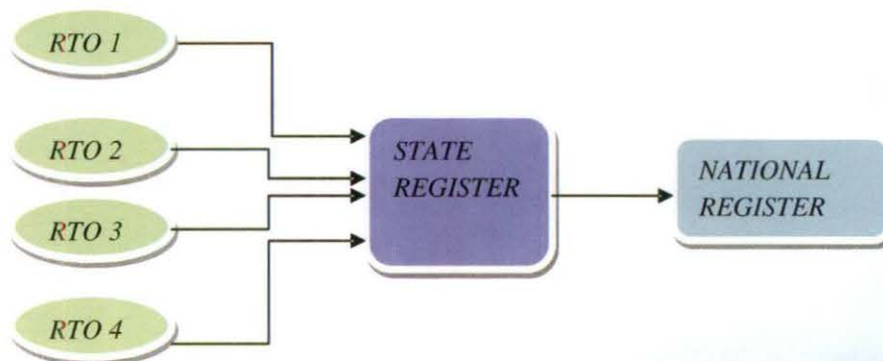 RTO 1
RTO 2
RTO 3
RTO 4
STATE
REGISTER
NATIONAL
REGISTER